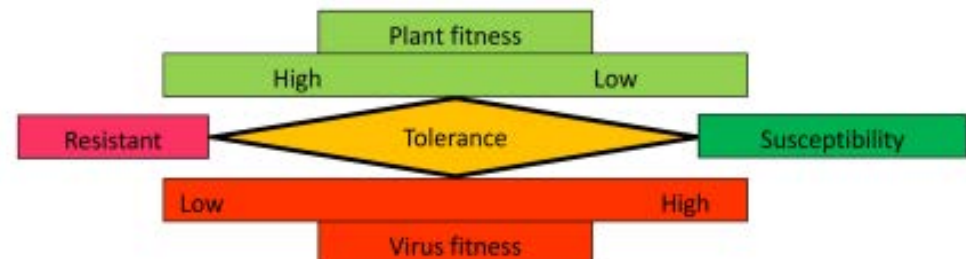 Plant fitness
High Low
Resistant Tolerance Susceptibility
Low High
Virus fitness